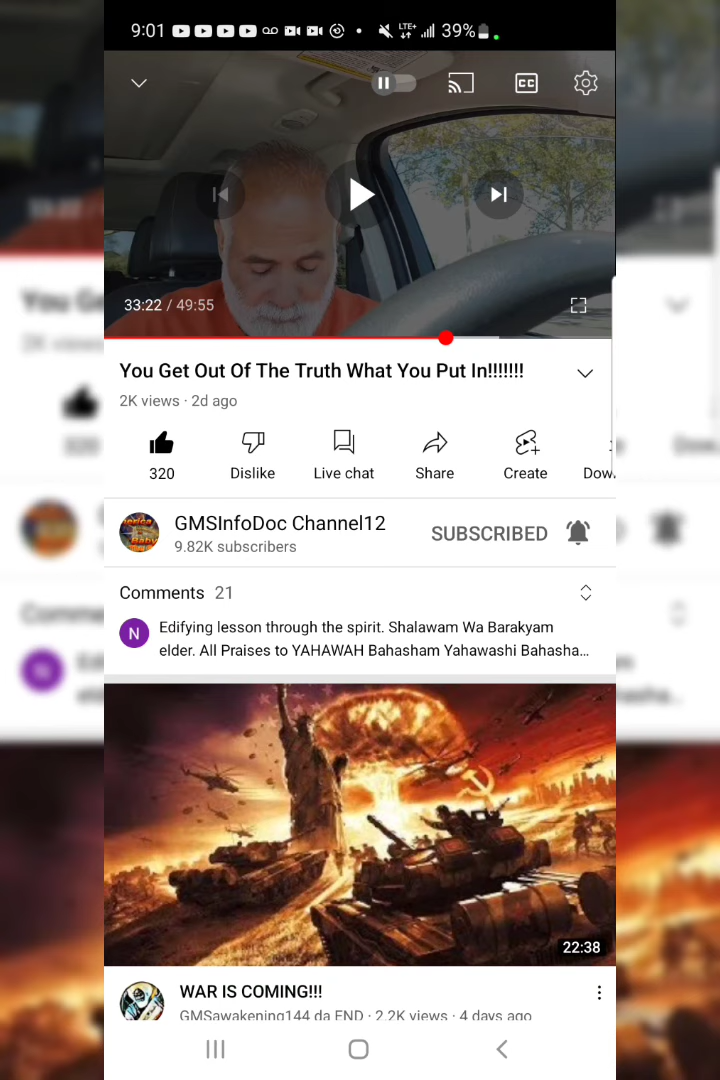 9:01
LTE+
39%
CC
33:22 / 49:55
You Get Out Of The Truth What You Put In!!!!!!!
2K views · 2d ago
320
Dislike
Live chat
Share
Create
Dow
GMSInfoDoc Channel12
9.82K subscribers
SUBSCRIBED
Comments 21
N
Edifying lesson through the spirit. Shalawam Wa Barakyam
elder. All Praises to YAHAWAH Bahasham Yahawashi Bahasha...
22:38
WAR IS COMING!!!
GMSawakening144 da END · 2.2K views · 4 days ago